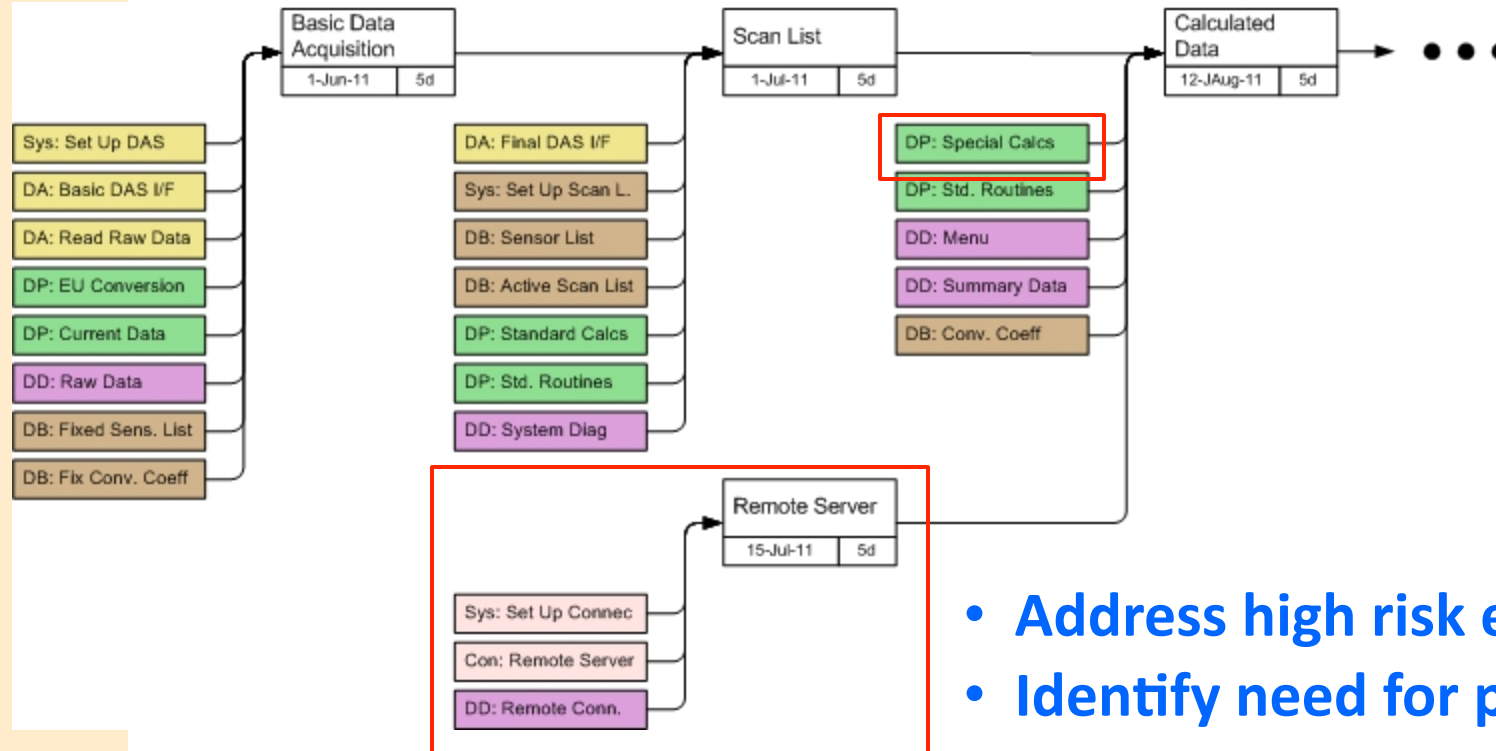 Basic Data
Acquisition
1-Jun-11 5d
Scan List
1-Jul-11 5d
Calculated
Data
12-JAug-11 5d
Sys: Set Up DAS
DA: Basic DAS I/F
DA: Read Raw Data
DP: EU Conversion
DP: Current Data
DD: Raw Data
DB: Fixed Sens. List
DB: Fix Conv. Coeff
DA: Final DAS I/F
Sys: Set Up Scan L.
DB: Sensor List
DB: Active Scan List
DP: Standard Calcs
DP: Std. Routines
DD: System Diag
DP: Special Calcs
DP: Std. Routines
DD: Menu
DD: Summary Data
DB: Conv. Coeff
Remote Server
15-Jul-11 5d
Sys: Set Up Connec
Con: Remote Server
DD: Remote Conn.
• Address high risk
• Identify need for